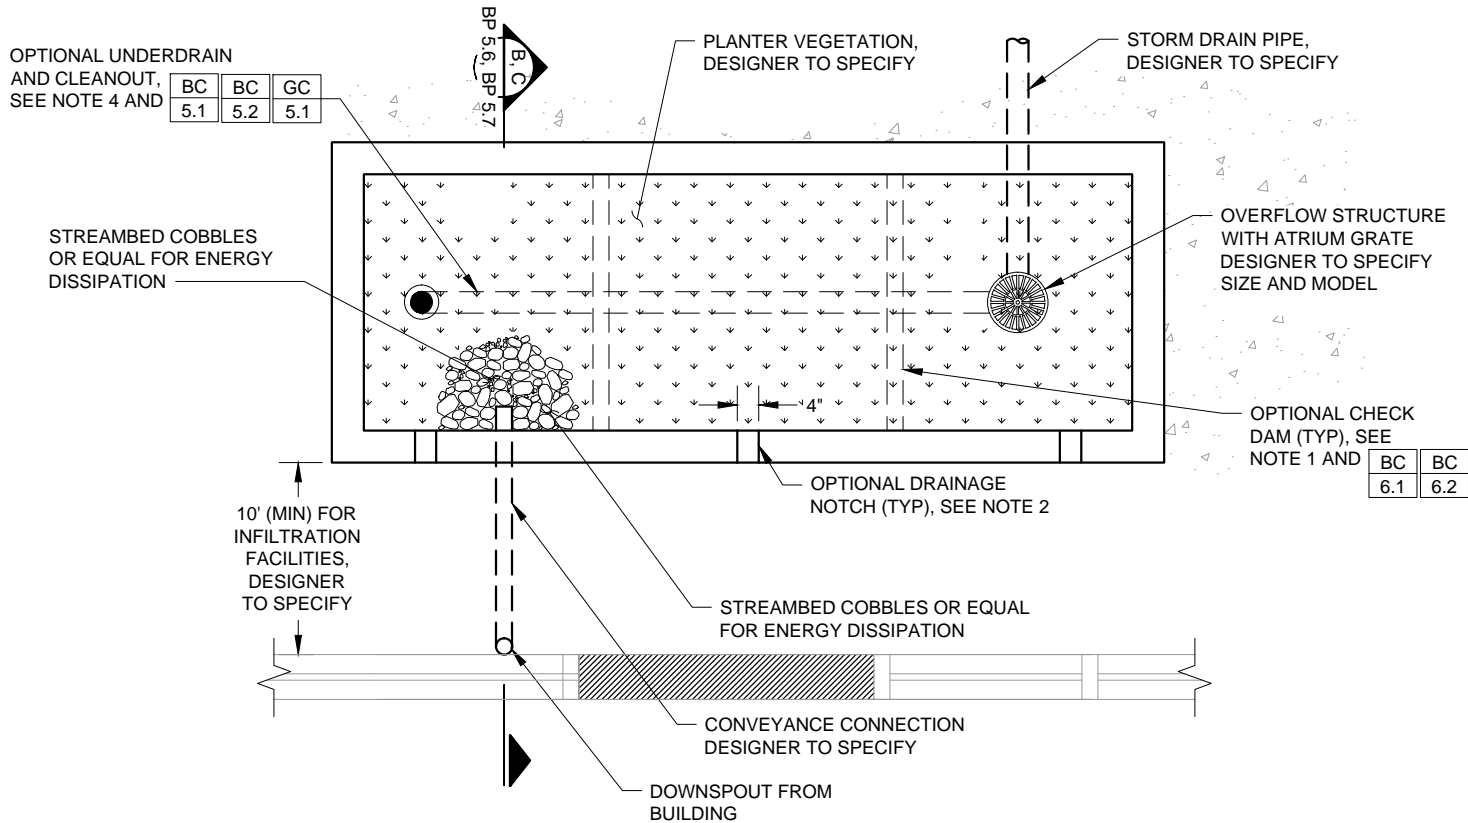 OPTIONAL UNDERDRAIN
AND CLEANOUT,
SEE NOTE 4 AND
BC BC GC
5.1 5.2 5.1
B, C
BP 5.6, BP 5.7
PLANTER VEGETATION,
DESIGNER TO SPECIFY
STORM DRAIN PIPE,
DESIGNER TO SPECIFY
STREAMBED COBBLES
OR EQUAL FOR ENERGY
DISSIPATION
OVERFLOW STRUCTURE
WITH ATRIUM GRATE
DESIGNER TO SPECIFY
SIZE AND MODEL
4"
OPTIONAL CHECK
DAM (TYP), SEE
NOTE 1 AND
BC BC
6.1 6.2
OPTIONAL DRAINAGE
NOTCH (TYP), SEE NOTE 2
10' (MIN) FOR
INFILTRATION
FACILITIES,
DESIGNER
TO SPECIFY
STREAMBED COBBLES OR EQUAL
FOR ENERGY DISSIPATION
CONVEYANCE CONNECTION
DESIGNER TO SPECIFY
DOWNSPOUT FROM
BUILDING